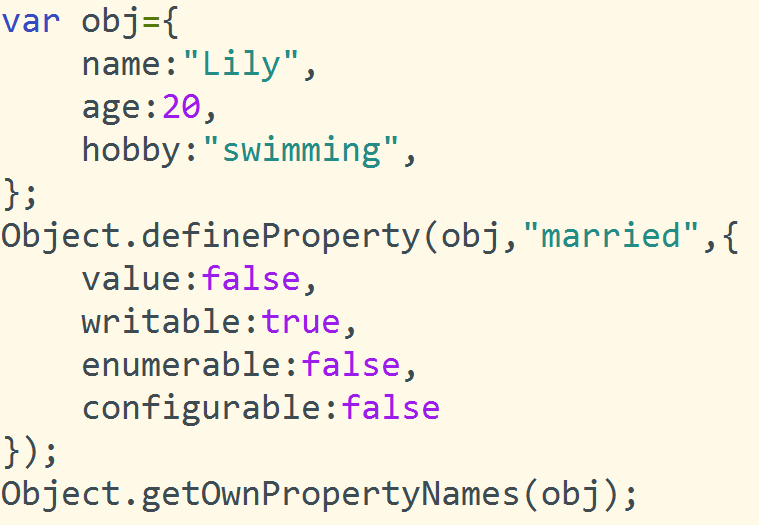 var obj={
    name:"Lily",
    age:20,
    hobby:"swimming",
};
Object.defineProperty(obj,"married",{
    value:false,
    writable:true,
    enumerable:false,
    configurable:false
});
Object.getOwnPropertyNames(obj);